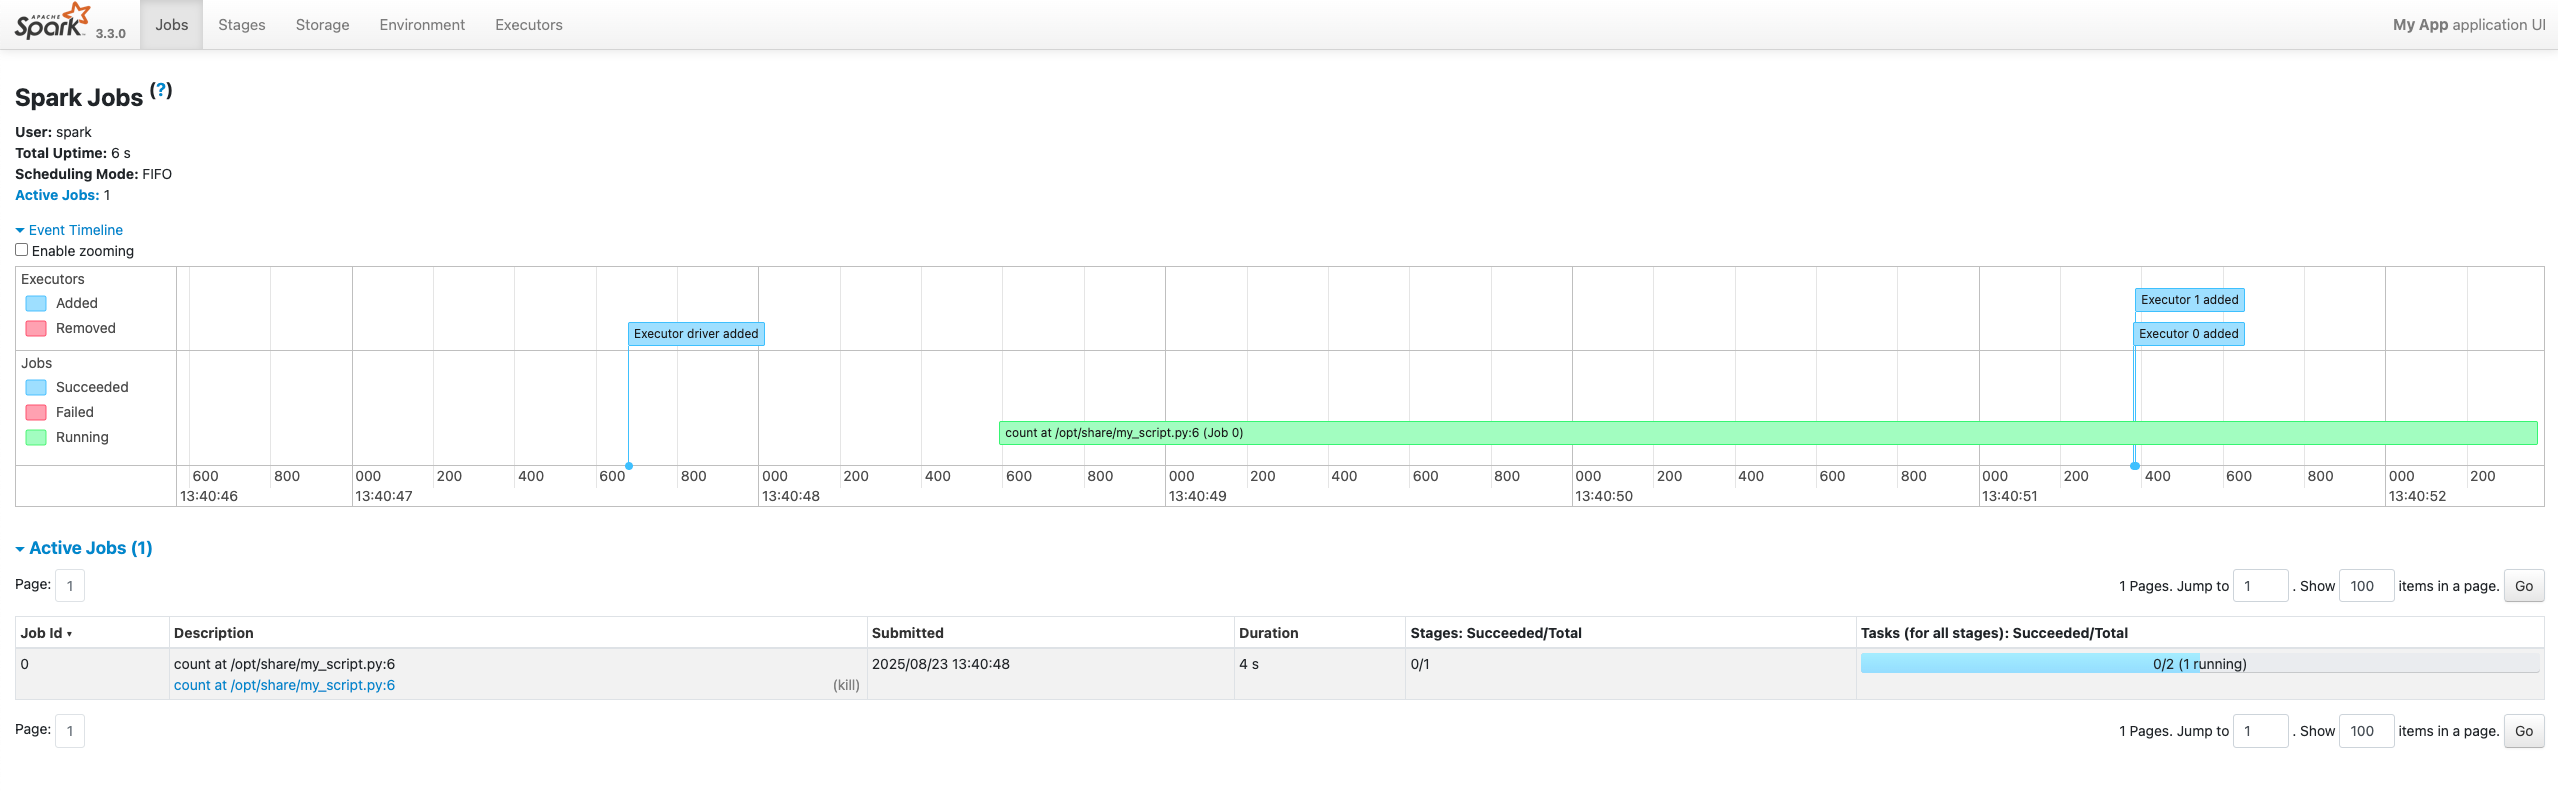 APACHE
Spark 3.3.0 Jobs Stages Storage Environment Executors My App application UI
Spark Jobs (?)
User: spark
Total Uptime: 6 s
Scheduling Mode: FIFO
Active Jobs: 1
Event Timeline
Enable zooming
Executors
Added
Removed
Executor driver added
Executor 1 added
Executor 0 added
Jobs
Succeeded
Failed
Running
count at /opt/share/my_script.py:6 (Job 0)
600 800 000 200 400 600 800 000 200 400 600 800 000 200 400 600 800 000 200 400 600 800 000 200 400 600 800 000 200
13:40:46 13:40:47 13:40:48 13:40:49 13:40:50 13:40:51 13:40:52
Active Jobs (1)
Page: 1 1 Pages. Jump to 1 . Show 100 items in a page. Go
Job Id ▾ Description Submitted Duration Stages: Succeeded/Total Tasks (for all stages): Succeeded/Total
0 count at /opt/share/my_script.py:6 2025/08/23 13:40:48 4 s 0/1 0/2 (1 running)
count at /opt/share/my_script.py:6 (kill)
Page: 1 1 Pages. Jump to 1 . Show 100 items in a page. Go